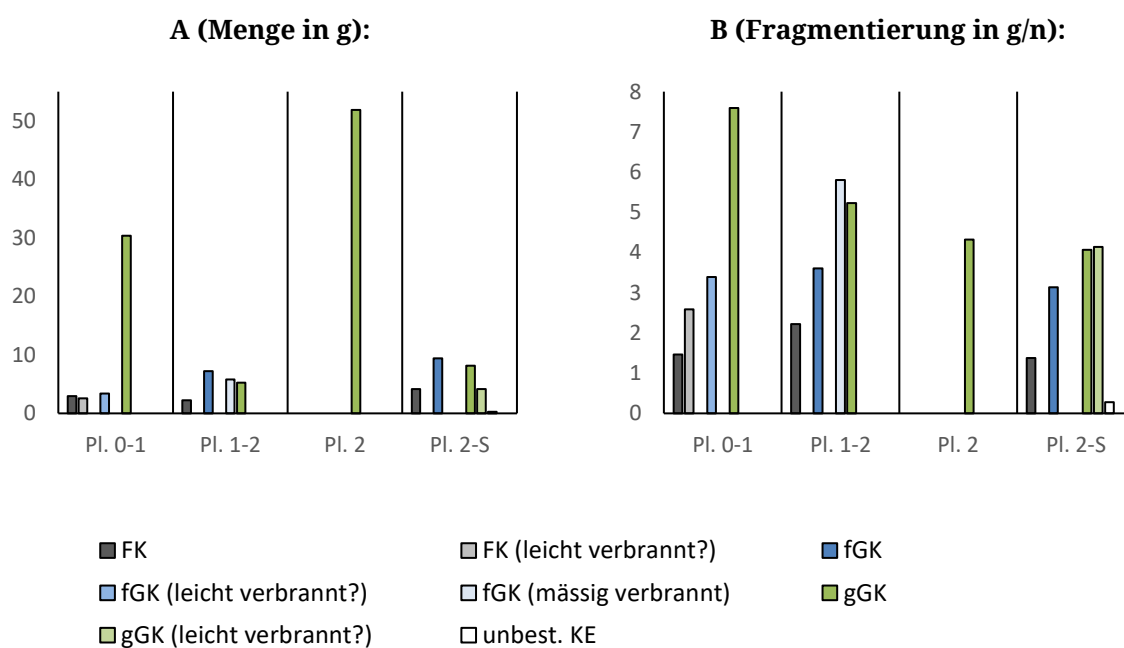 A (Menge in g):
B (Fragmentierung in g/n):
50
40
30
20
10
0
Pl. 0-1 Pl. 1-2 Pl. 2 Pl. 2-S
8
7
6
5
4
3
2
1
0
Pl. 0-1 Pl. 1-2 Pl. 2 Pl. 2-S
FK FK (leicht verbrannt?) fGK
fGK (leicht verbrannt?) fGK (mässig verbrannt) gGK
gGK (leicht verbrannt?) unbest. KE